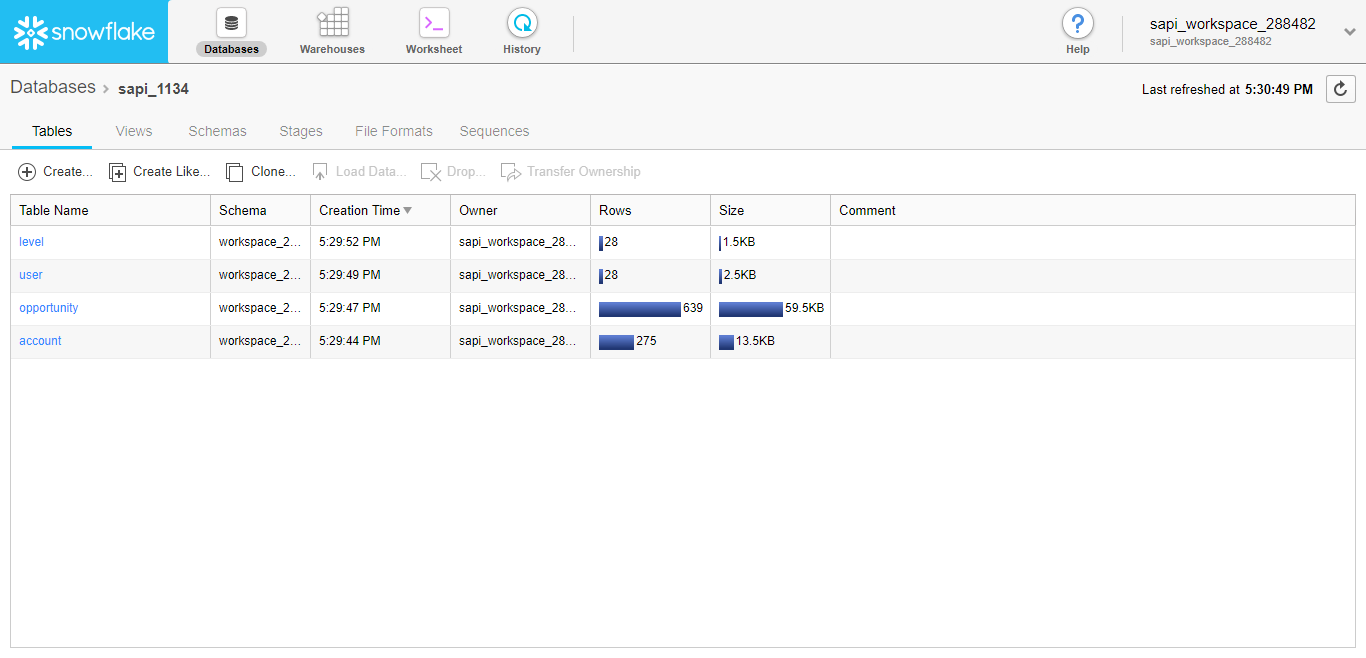 snowflake
Databases Warehouses Worksheet History Help
sapi_workspace_288482
sapi_workspace_288482
Databases › sapi_1134
Last refreshed at 5:30:49 PM
Tables Views Schemas Stages File Formats Sequences
Create... Create Like... Clone... Load Data... Drop... Transfer Ownership
Table Name Schema Creation Time Owner Rows Size Comment
level workspace_2... 5:29:52 PM sapi_workspace_28... 28 1.5KB
user workspace_2... 5:29:49 PM sapi_workspace_28... 28 2.5KB
opportunity workspace_2... 5:29:47 PM sapi_workspace_28... 639 59.5KB
account workspace_2... 5:29:44 PM sapi_workspace_28... 275 13.5KB